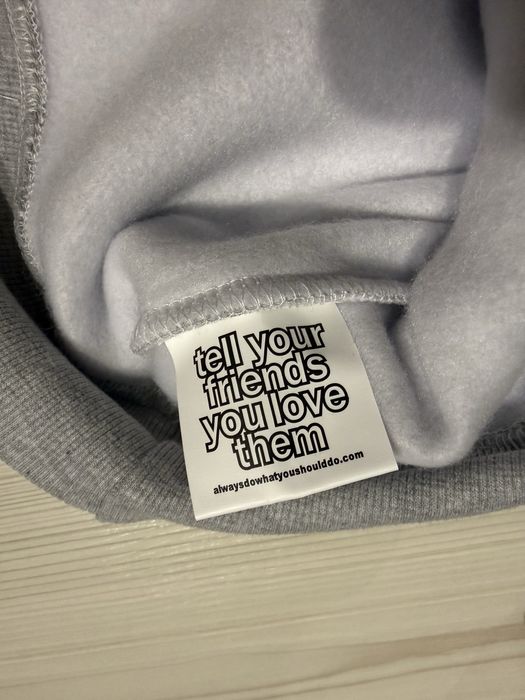 tell your
friends
you love
them
alwaysdowhatyoushoulddo.com